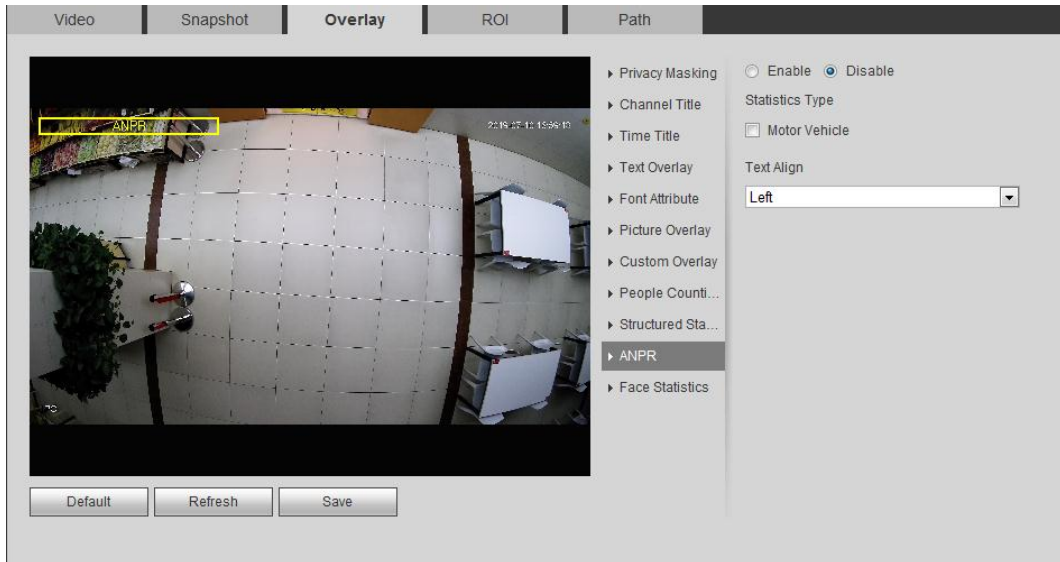 Video Snapshot Overlay ROI Path
ANPR
Privacy Masking
Channel Title
Time Title
Text Overlay
Font Attribute
Picture Overlay
Custom Overlay
People Counti...
Structured Sta...
ANPR
Face Statistics
Enable Disable
Statistics Type
Motor Vehicle
Text Align
Left
Default Refresh Save